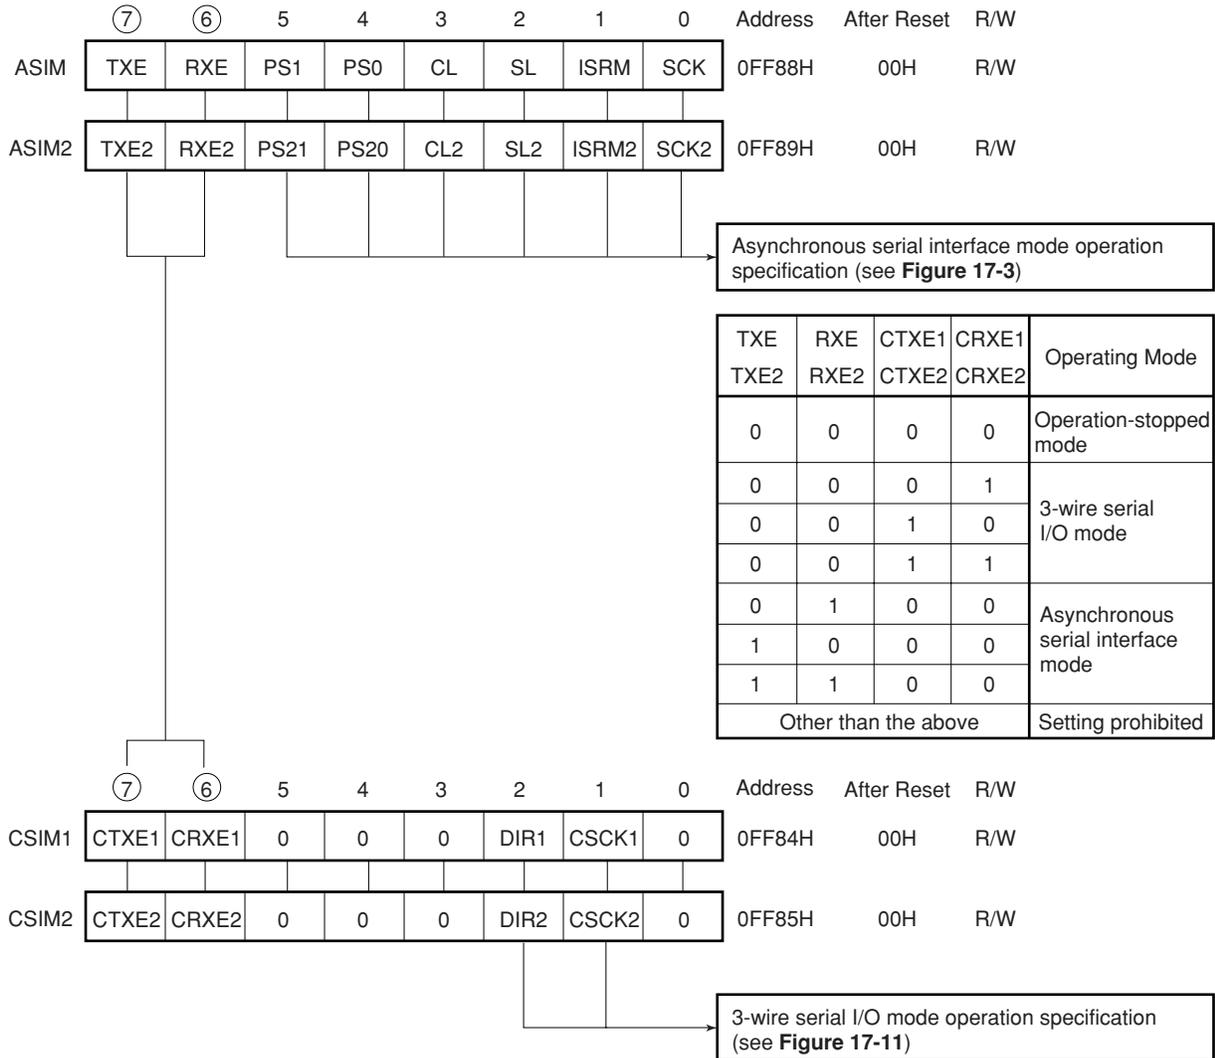 ⑦ ⑥ 5 4 3 2 1 0 Address After Reset R/W
ASIM TXE RXE PS1 PS0 CL SL ISRM SCK 0FF88H 00H R/W
ASIM2 TXE2 RXE2 PS21 PS20 CL2 SL2 ISRM2 SCK2 0FF89H 00H R/W
Asynchronous serial interface mode operation
specification (see Figure 17-3)
TXE RXE CTXE1 CRXE1
TXE2 RXE2 CTXE2 CRXE2
Operating Mode
0 0 0 0
Operation-stopped
mode
0 0 0 1
0 0 1 0
0 0 1 1
3-wire serial
I/O mode
0 1 0 0
1 0 0 0
1 1 0 0
Asynchronous
serial interface
mode
Other than the above Setting prohibited
⑦ ⑥ 5 4 3 2 1 0 Address After Reset R/W
CSIM1 CTXE1 CRXE1 0 0 0 DIR1 CSCK1 0 0FF84H 00H R/W
CSIM2 CTXE2 CRXE2 0 0 0 DIR2 CSCK2 0 0FF85H 00H R/W
3-wire serial I/O mode operation specification
(see Figure 17-11)